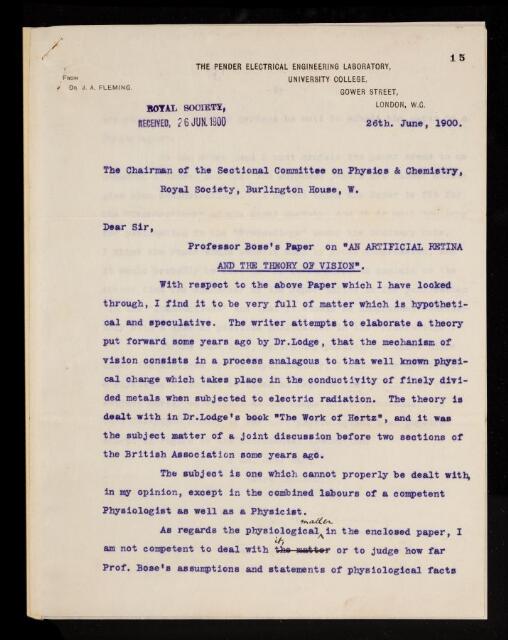 15
THE PENDER ELECTRICAL ENGINEERING LABORATORY,
UNIVERSITY COLLEGE,
GOWER STREET,
LONDON, W.C.
FROM
DR. J. A. FLEMING.
ROYAL SOCIETY,
RECEIVED, 26 JUN. 1900
26th. June, 1900.
The Chairman of the Sectional Committee on Physics & Chemistry,
Royal Society, Burlington House, W.
Dear Sir,
Professor Bose's Paper on "AN ARTIFICIAL RETINA
AND THE THEORY OF VISION".
With respect to the above Paper which I have looked
through, I find it to be very full of matter which is hypotheti-
cal and speculative. The writer attempts to elaborate a theory
put forward some years ago by Dr.Lodge, that the mechanism of
vision consists in a process analagous to that well known physi-
cal change which takes place in the conductivity of finely divi-
ded metals when subjected to electric radiation. The theory is
dealt with in Dr.Lodge's book "The Work of Hertz", and it was
the subject matter of a joint discussion before two sections of
the British Association some years ago.
The subject is one which cannot properly be dealt with,
in my opinion, except in the combined labours of a competent
Physiologist as well as a Physicist.
As regards the physiological matter in the enclosed paper, I
am not competent to deal with the matter it, or to judge how far
Prof. Bose's assumptions and statements of physiological facts